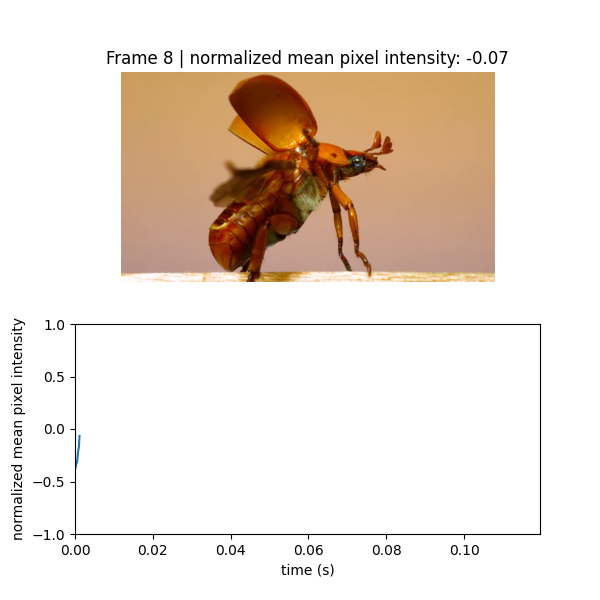 Frame 8 | normalized mean pixel intensity: -0.07
normalized mean pixel intensity
1.0
0.5
0.0
−0.5
−1.0
0.00 0.02 0.04 0.06 0.08 0.10
time (s)